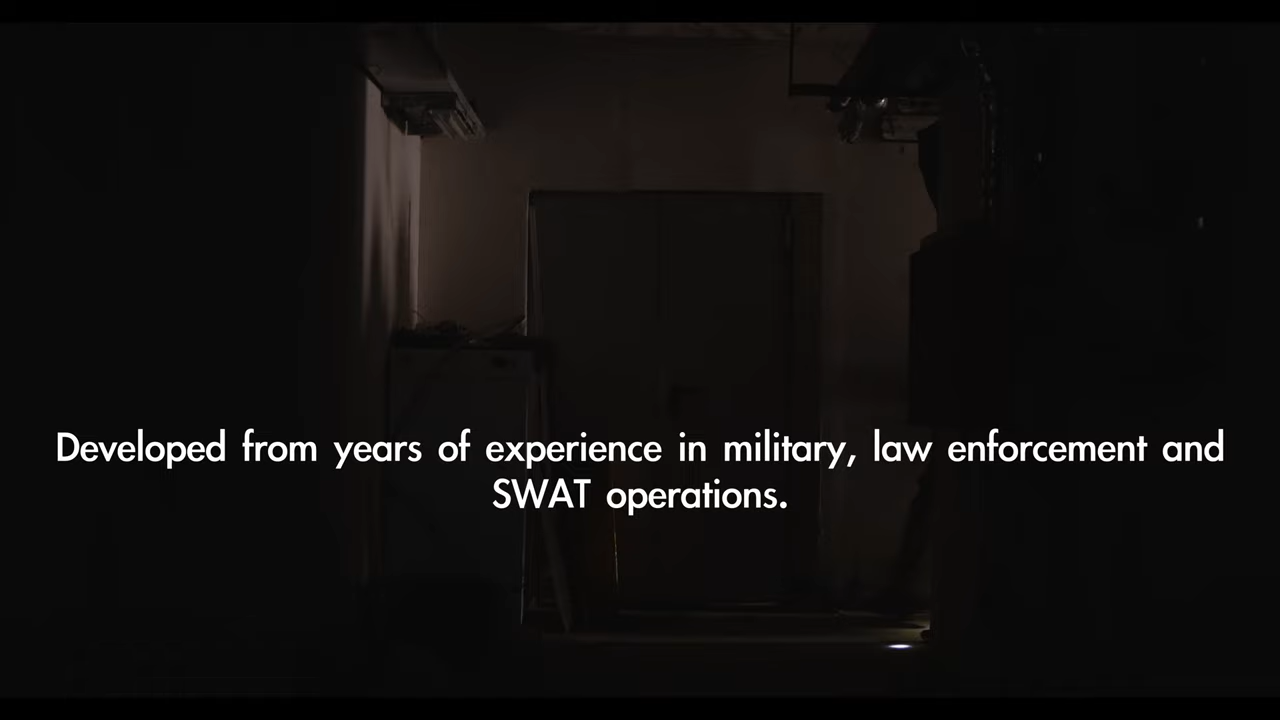 Developed from years of experience in military, law enforcement and
SWAT operations.